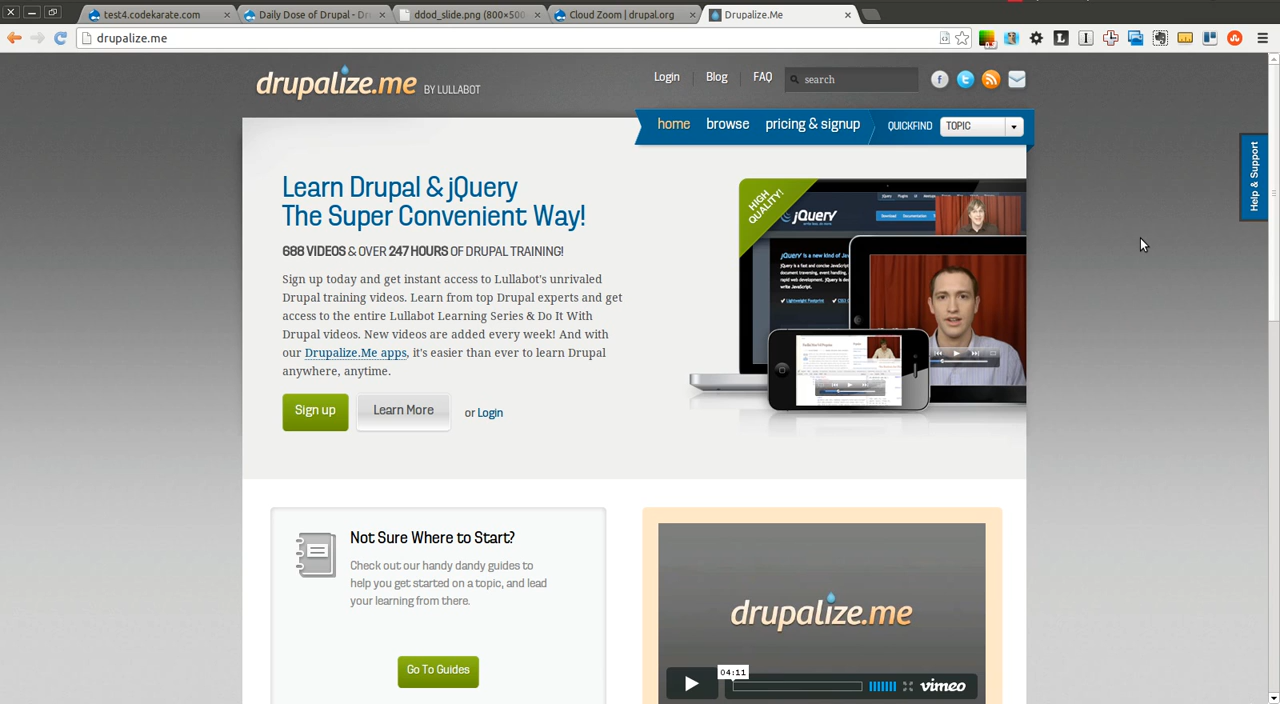 test4.codekarate.com
Daily Dose of Drupal - Dr
ddod_slide.png (800×500
Cloud Zoom | drupal.org
Drupalize.Me
drupalize.me
drupalize.me BY LULLABOT
Login
Blog
FAQ
search
home
browse
pricing & signup
QUICKFIND
TOPIC
Help & Support
Learn Drupal & jQuery
The Super Convenient Way!
688 VIDEOS & OVER 247 HOURS OF DRUPAL TRAINING!
Sign up today and get instant access to Lullabot's unrivaled
Drupal training videos. Learn from top Drupal experts and get
access to the entire Lullabot Learning Series & Do It With
Drupal videos. New videos are added every week! And with
our Drupalize.Me apps, it's easier than ever to learn Drupal
anywhere, anytime.
Sign up
Learn More
or Login
HIGH
QUALITY!
jQuery
Not Sure Where to Start?
Check out our handy dandy guides to
help you get started on a topic, and lead
your learning from there.
Go To Guides
drupalize.me
04:11
vimeo